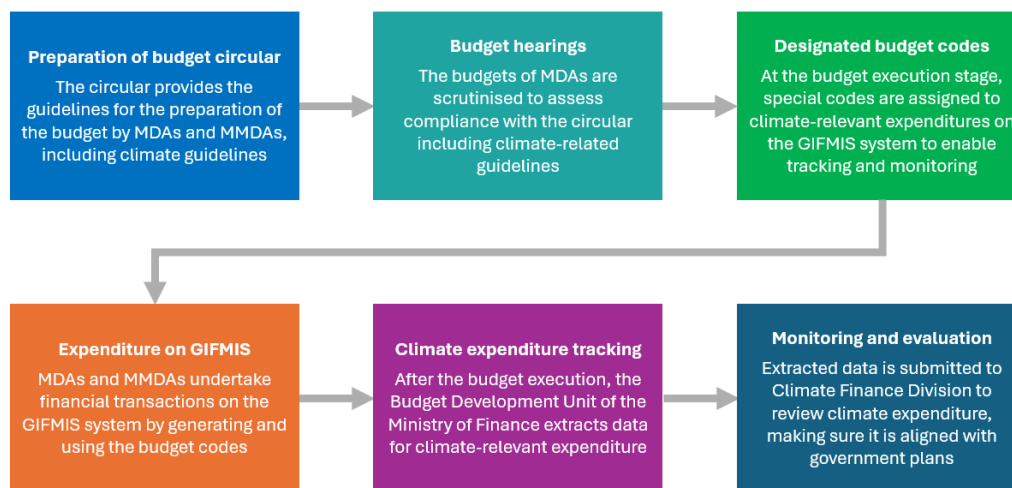 Preparation of budget circular
The circular provides the
guidelines for the preparation of
the budget by MDAs and MMDAs,
including climate guidelines
Budget hearings
The budgets of MDAs are
scrutinised to assess
compliance with the circular
including climate-related
guidelines
Designated budget codes
At the budget execution stage,
special codes are assigned to
climate-relevant expenditures on
the GIFMIS system to enable
tracking and monitoring
Expenditure on GIFMIS
MDAs and MMDAs undertake
financial transactions on the
GIFMIS system by generating and
using the budget codes
Climate expenditure tracking
After the budget execution, the
Budget Development Unit of the
Ministry of Finance extracts data
for climate-relevant expenditure
Monitoring and evaluation
Extracted data is submitted to
Climate Finance Division to
review climate expenditure,
making sure it is aligned with
government plans